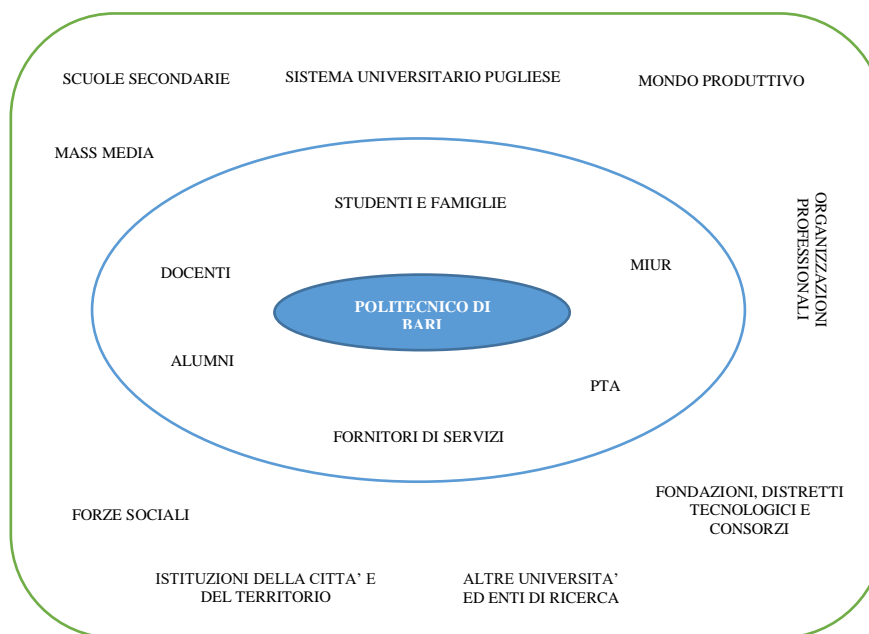 SCUOLE SECONDARIE
SISTEMA UNIVERSITARIO PUGLIESE
MONDO PRODUTTIVO
MASS MEDIA
STUDENTI E FAMIGLIE
ORGANIZZAZIONI
PROFESSIONALI
DOCENTI
MIUR
POLITECNICO DI
BARI
ALUMNI
PTA
FORNITORI DI SERVIZI
FORZE SOCIALI
FONDAZIONI, DISTRETTI
TECNOLOGICI E
CONSORZI
ISTITUZIONI DELLA CITTA’ E
DEL TERRITORIO
ALTRE UNIVERSITA’
ED ENTI DI RICERCA